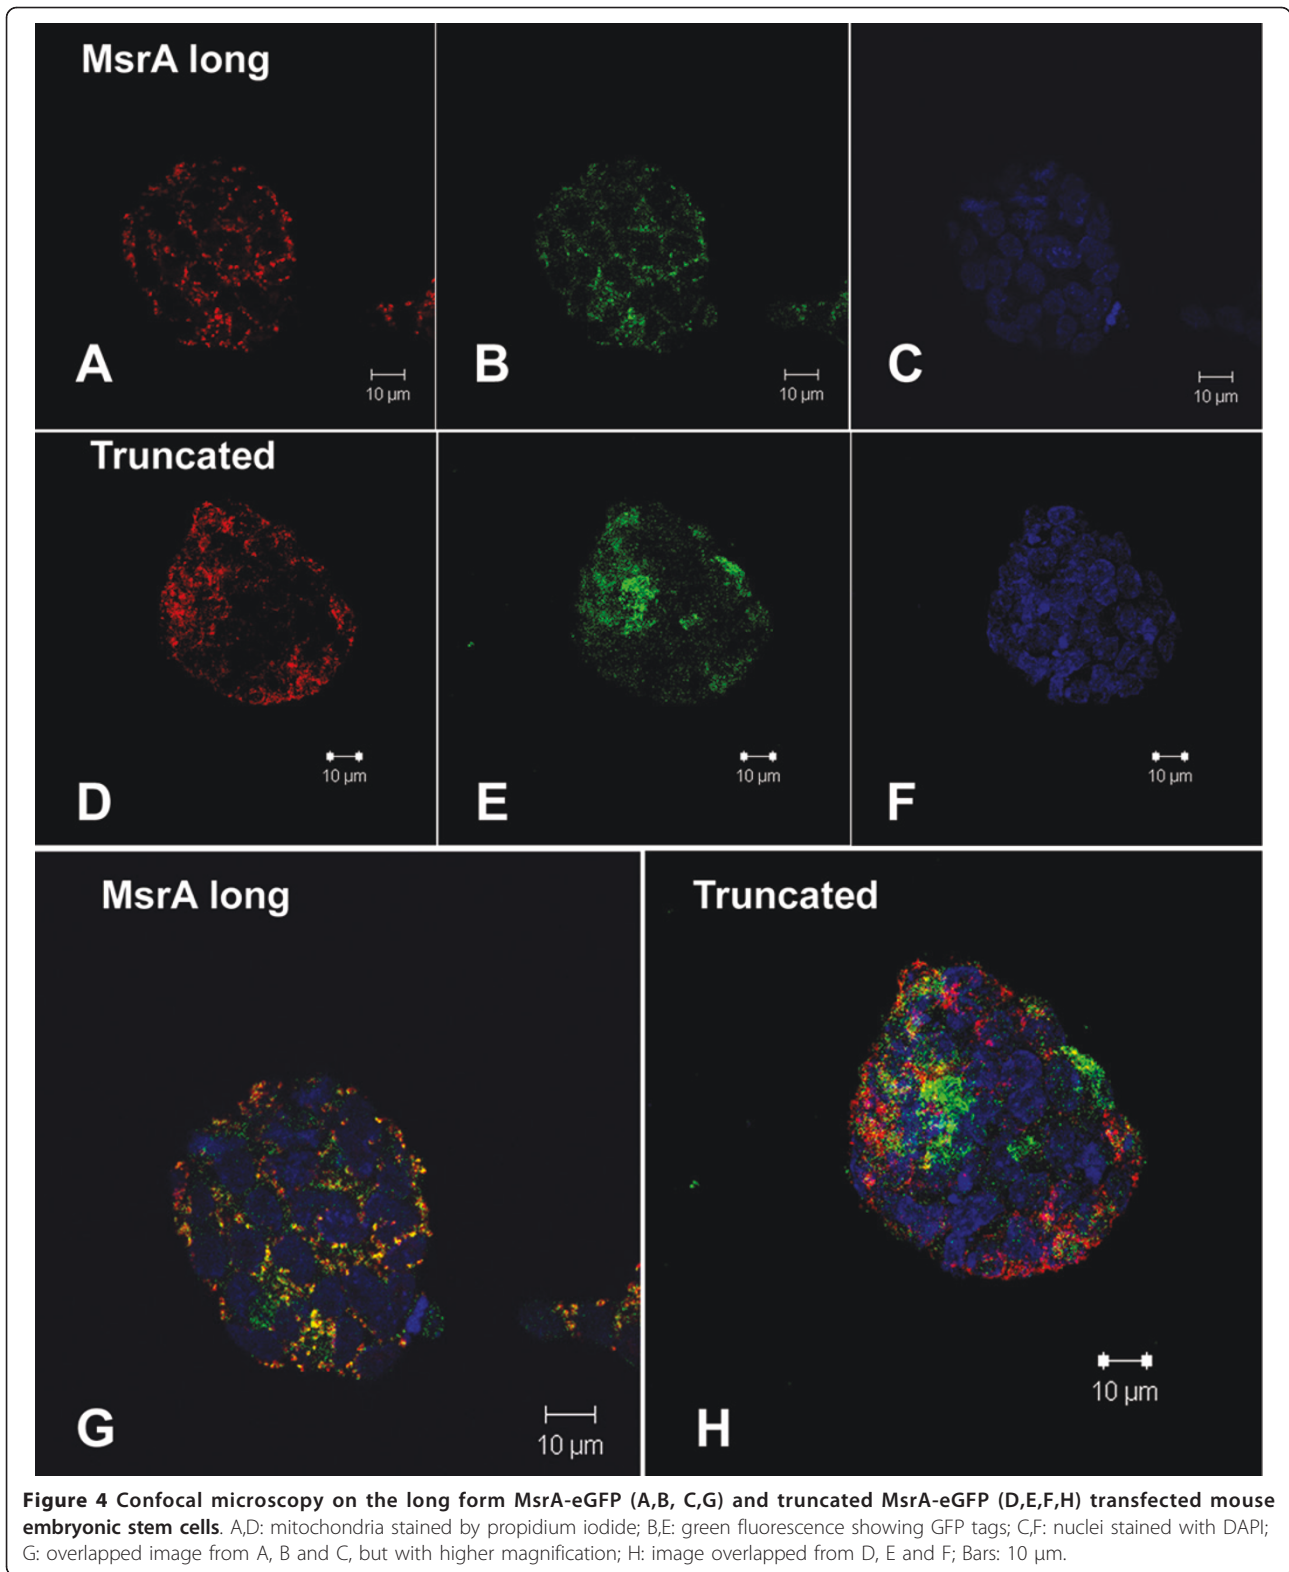 MsrA long
A
10 µm
B
10 µm
C
10 µm
Truncated
D
10 µm
E
10 µm
F
10 µm
MsrA long
G
10 µm
Truncated
H
10 µm
Figure 4 Confocal microscopy on the long form MsrA-eGFP (A,B, C,G) and truncated MsrA-eGFP (D,E,F,H) transfected mouse
embryonic stem cells. A,D: mitochondria stained by propidium iodide; B,E: green fluorescence showing GFP tags; C,F: nuclei stained with DAPI;
G: overlapped image from A, B and C, but with higher magnification; H: image overlapped from D, E and F; Bars: 10 µm.